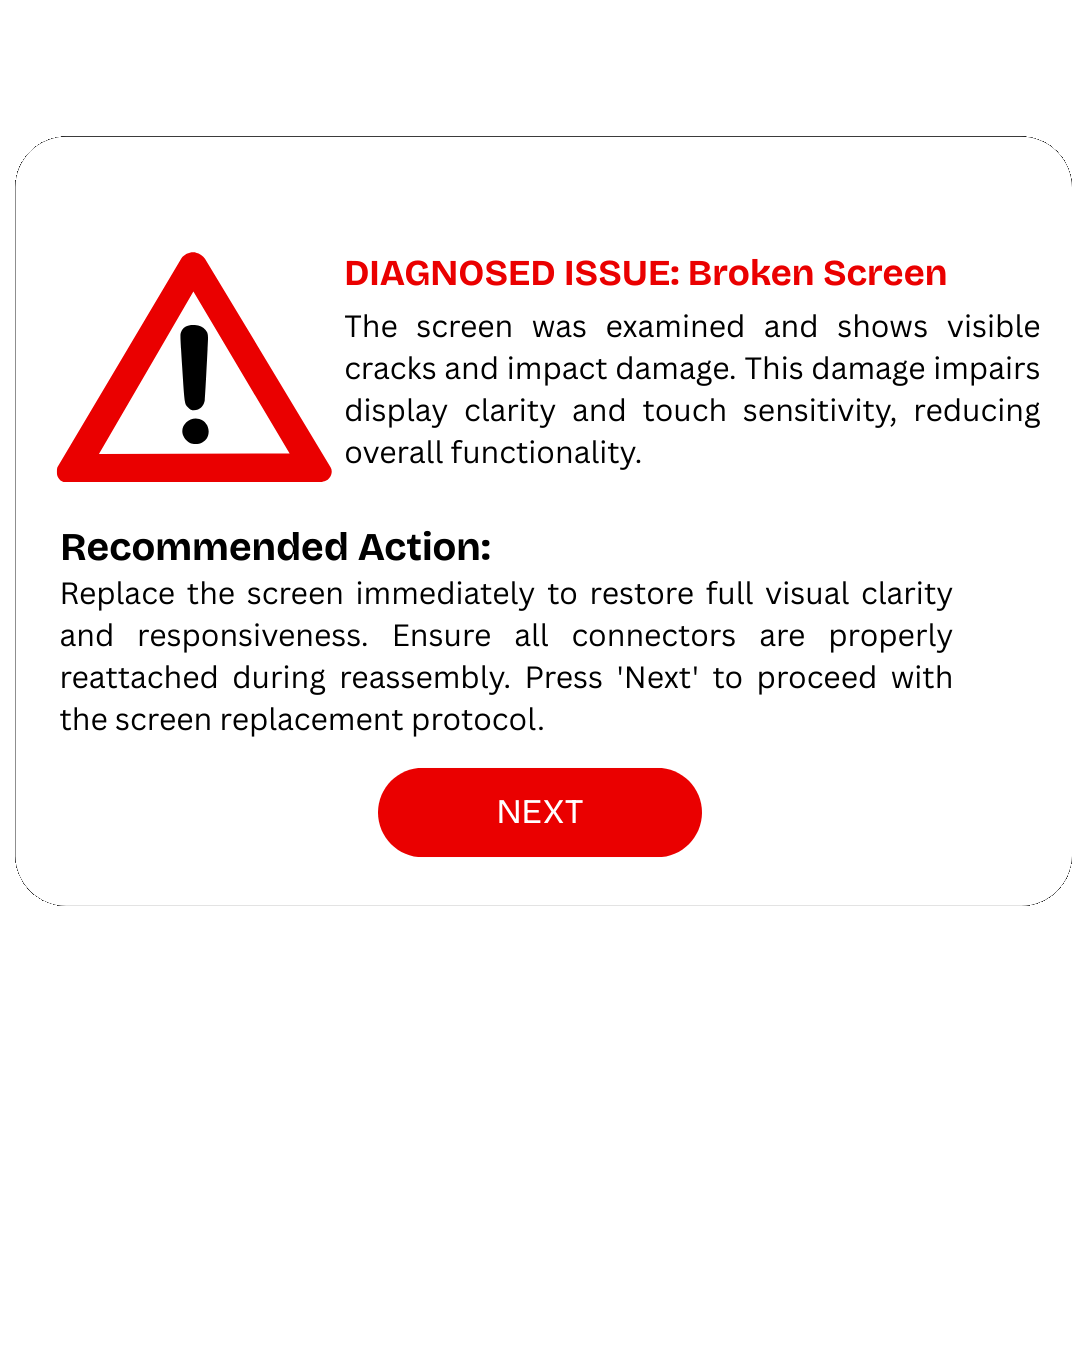 DIAGNOSED ISSUE: Broken Screen
The screen was examined and shows visible
cracks and impact damage. This damage impairs
display clarity and touch sensitivity, reducing
overall functionality.
Recommended Action:
Replace the screen immediately to restore full visual clarity
and responsiveness. Ensure all connectors are properly
reattached during reassembly. Press 'Next' to proceed with
the screen replacement protocol.
NEXT